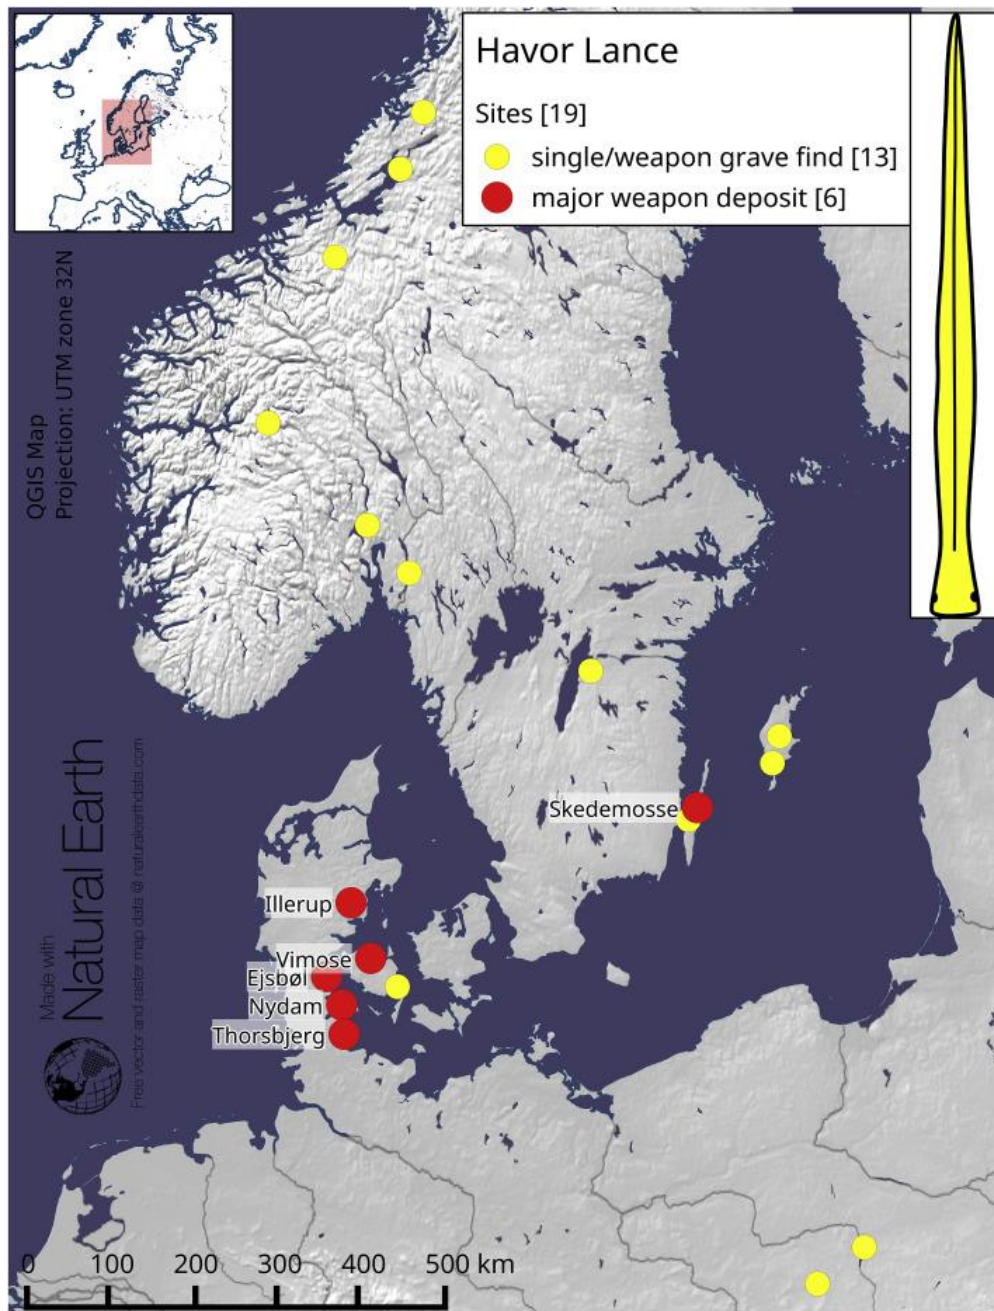 Havor Lance
Sites [19]
single/weapon grave find [13]
major weapon deposit [6]
QGIS Map
Projection: UTM zone 32N
Skedemosse
Illerup
Vimose
Ejsbøl
Nydam
Thorsbjerg
Made with
Natural Earth
Free vector and raster map data @ naturalearthdata.com
0 100 200 300 400 500 km